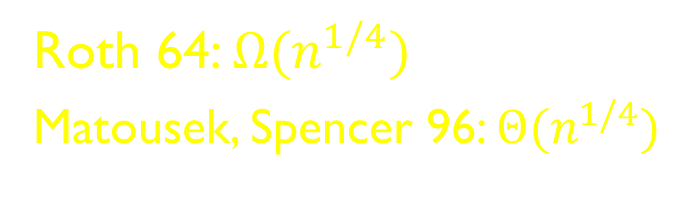 Roth 64: Ω(n^{1/4})
Matousek, Spencer 96: Θ(n^{1/4})